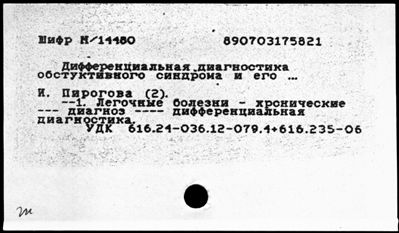 Шифр М/14480 890703175821
Дифференциальная диагностика
обстуктивного синдрома и его ...
И. Пирогова (2).
--1. Легочные болезни - хронические
--- диагноз ---- дифференциальная
диагностика.
УДК 616.24-036.12-079.4+616.235-06